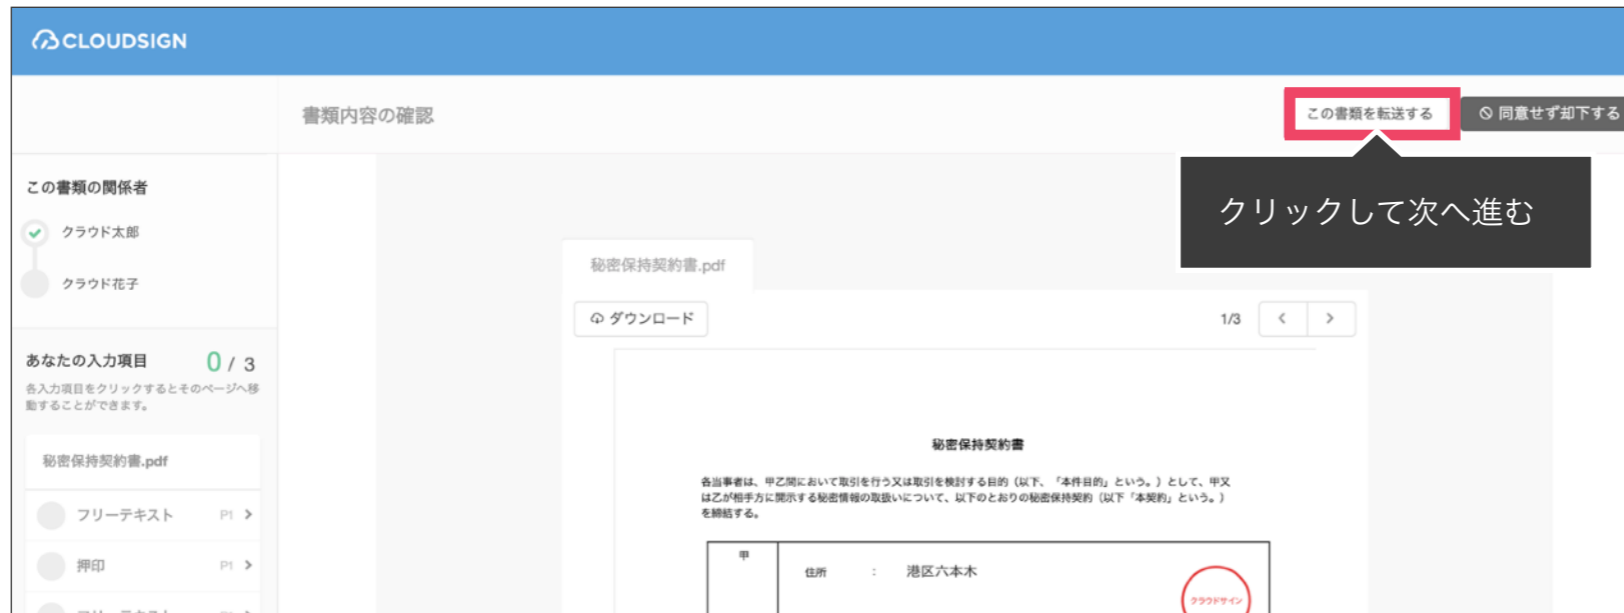 CLOUDSIGN
書類内容の確認
この書類を転送する
同意せず却下する
クリックして次へ進む
この書類の関係者
クラウド太郎
クラウド花子
あなたの入力項目 0 / 3
各入力項目をクリックするとそのページへ移
動することができます。
秘密保持契約書.pdf
フリーテキスト P1
押印 P1
秘密保持契約書.pdf
ダウンロード
1/3
秘密保持契約書
各当事者は、甲乙間において取引を行う又は取引を検討する目的（以下、「本件目的」という。）として、甲又
は乙が相手方に開示する秘密情報の取扱いについて、以下のとおりの秘密保持契約（以下「本契約」という。）
を締結する。
甲
住所 : 港区六本木
クラウドサイン